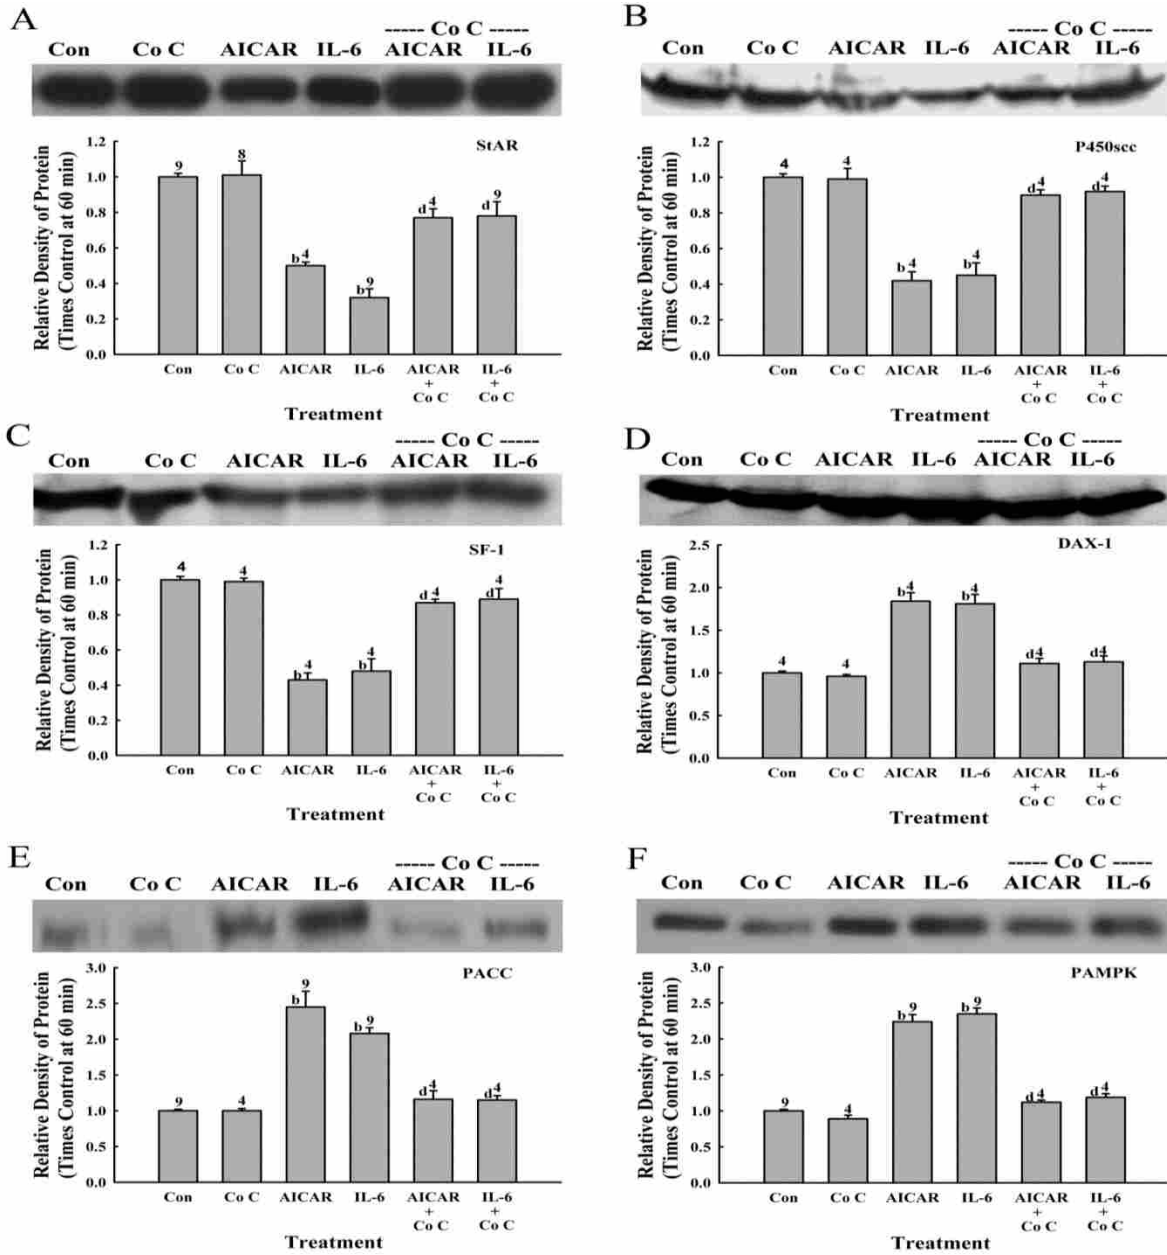 A
----- Co C -----
Con Co C AICAR IL-6 AICAR IL-6
StAR
Relative Density of Protein
(Times Control at 60 min)
1.2
1.0
0.8
0.6
0.4
0.2
0.0
9 8 b4 b9 d4 d9
Con Co C AICAR IL-6 AICAR + Co C IL-6 + Co C
Treatment
B
----- Co C -----
Con Co C AICAR IL-6 AICAR IL-6
P450scc
Relative Density of Protein
(Times Control at 60 min)
1.2
1.0
0.8
0.6
0.4
0.2
0.0
4 4 b4 b4 d4 d4
Con Co C AICAR IL-6 AICAR + Co C IL-6 + Co C
Treatment
C
----- Co C -----
Con Co C AICAR IL-6 AICAR IL-6
SF-1
Relative Density of Protein
(Times Control at 60 min)
1.2
1.0
0.8
0.6
0.4
0.2
0.0
4 4 b4 b4 d4 d4
Con Co C AICAR IL-6 AICAR + Co C IL-6 + Co C
Treatment
D
----- Co C -----
Con Co C AICAR IL-6 AICAR IL-6
DAX-1
Relative Density of Protein
(Times Control at 60 min)
2.5
2.0
1.5
1.0
0.5
0.0
4 4 b4 b4 d4 d4
Con Co C AICAR IL-6 AICAR + Co C IL-6 + Co C
Treatment
E
----- Co C -----
Con Co C AICAR IL-6 AICAR IL-6
PACC
Relative Density of Protein
(Times Control at 60 min)
3.0
2.5
2.0
1.5
1.0
0.5
0.0
9 4 b9 b9 d4 d4
Con Co C AICAR IL-6 AICAR + Co C IL-6 + Co C
Treatment
F
----- Co C -----
Con Co C AICAR IL-6 AICAR IL-6
PAMPK
Relative Density of Protein
(Times Control at 60 min)
3.0
2.5
2.0
1.5
1.0
0.5
0.0
9 4 b9 b9 d4 d4
Con Co C AICAR IL-6 AICAR + Co C IL-6 + Co C
Treatment